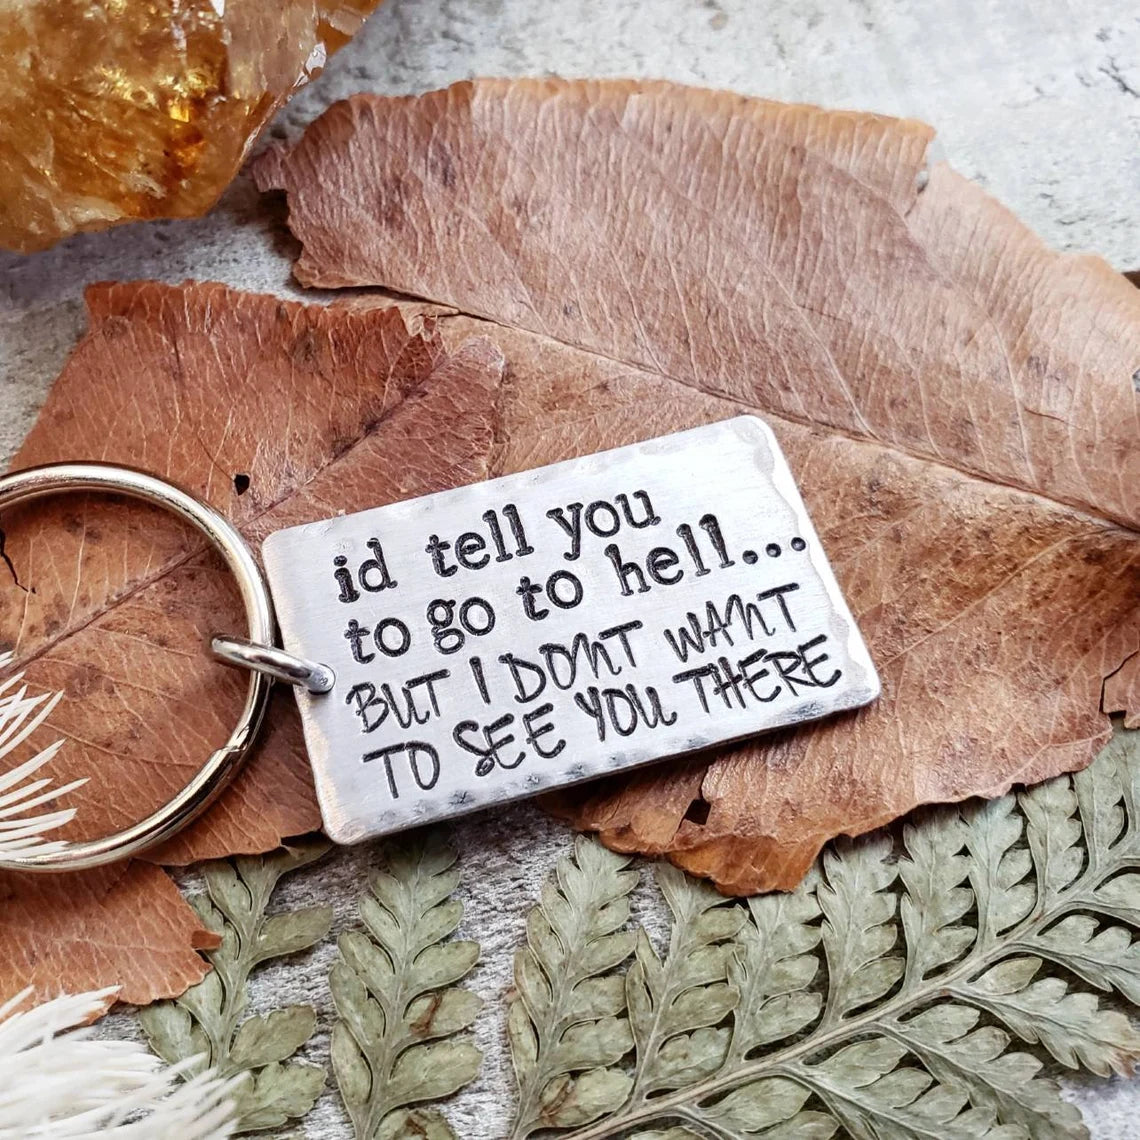 id tell you
to go to hell...
BUT I DONT WANT
TO SEE YOU THERE